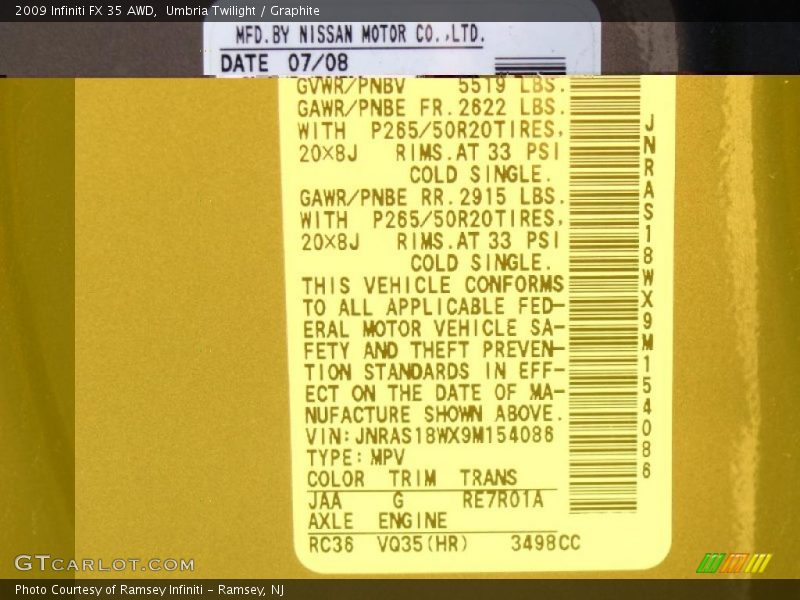 2009 Infiniti FX 35 AWD,  Umbria Twilight / Graphite
MFD.BY NISSAN MOTOR CO.,LTD.
DATE 07/08
GVWR/PNBV 5519 LBS.
GAWR/PNBE FR.2622 LBS.
WITH P265/50R20TIRES,
20×8J RIMS.AT 33 PSI
COLD SINGLE.
GAWR/PNBE RR.2915 LBS.
WITH P265/50R20TIRES,
20×8J RIMS.AT 33 PSI
COLD SINGLE.
THIS VEHICLE CONFORMS
TO ALL APPLICABLE FED-
ERAL MOTOR VEHICLE SA-
FETY AND THEFT PREVEN-
TION STANDARDS IN EFF-
ECT ON THE DATE OF MA-
NUFACTURE SHOWN ABOVE.
VIN:JNRAS18WX9M154086
TYPE:MPV
COLOR TRIM TRANS
JAA G RE7R01A
AXLE ENGINE
RC36 VQ35(HR) 3498CC
JNRAS18WX9M154086
GTCARLOT.COM
Photo Courtesy of Ramsey Infiniti - Ramsey, NJ